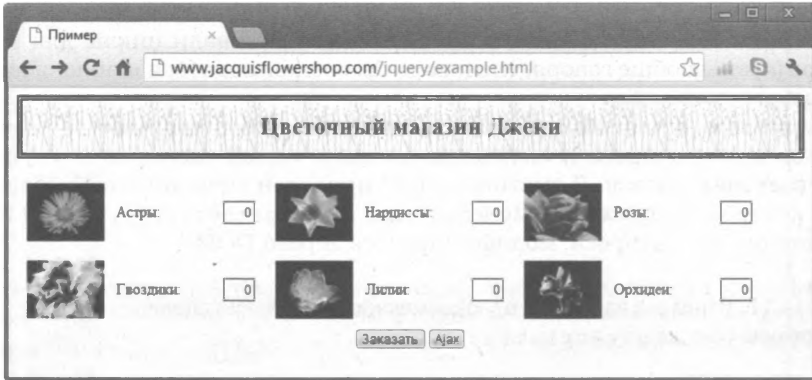 Пример
www.jacquisflowershop.com/jquery/example.html
Цветочный магазин Джеки
Астры: 0 Нарциссы: 0 Розы: 0
Гвоздики: 0 Лилии: 0 Орхидеи: 0
Заказать Ajax